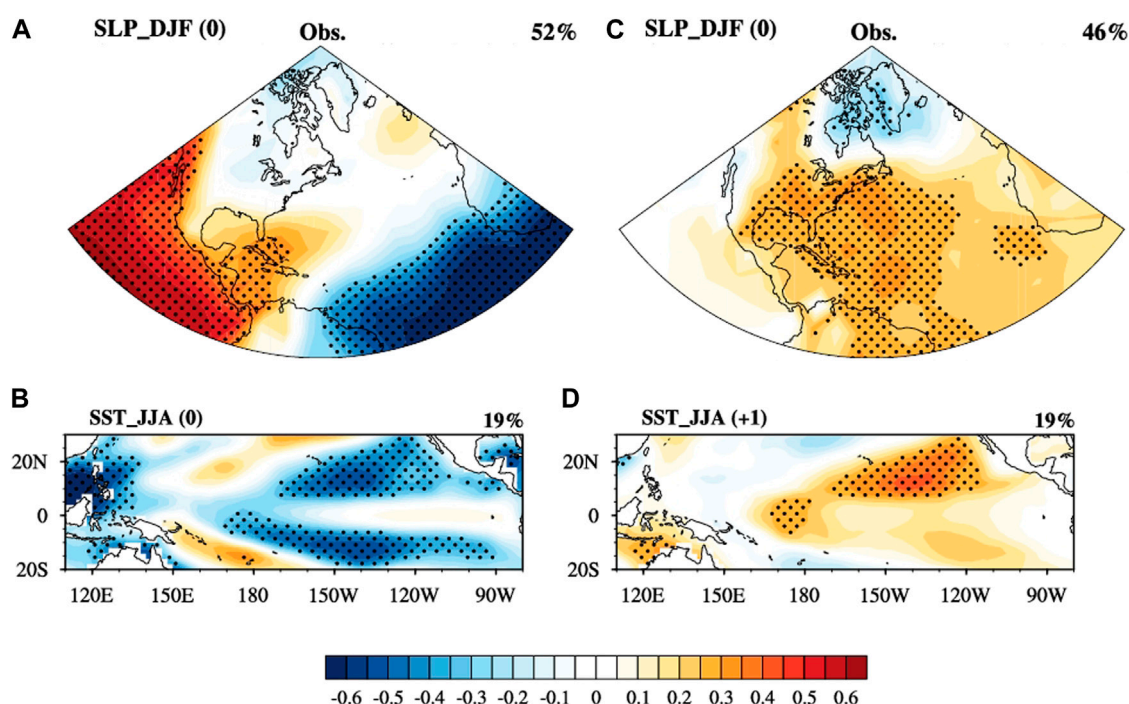 A SLP_DJF (0) Obs. 52%
C SLP_DJF (0) Obs. 46%
B SST_JJA (0) 19%
20N
0
20S
120E 150E 180 150W 120W 90W
D SST_JJA (+1) 19%
20N
0
20S
120E 150E 180 150W 120W 90W
-0.6 -0.5 -0.4 -0.3 -0.2 -0.1 0 0.1 0.2 0.3 0.4 0.5 0.6